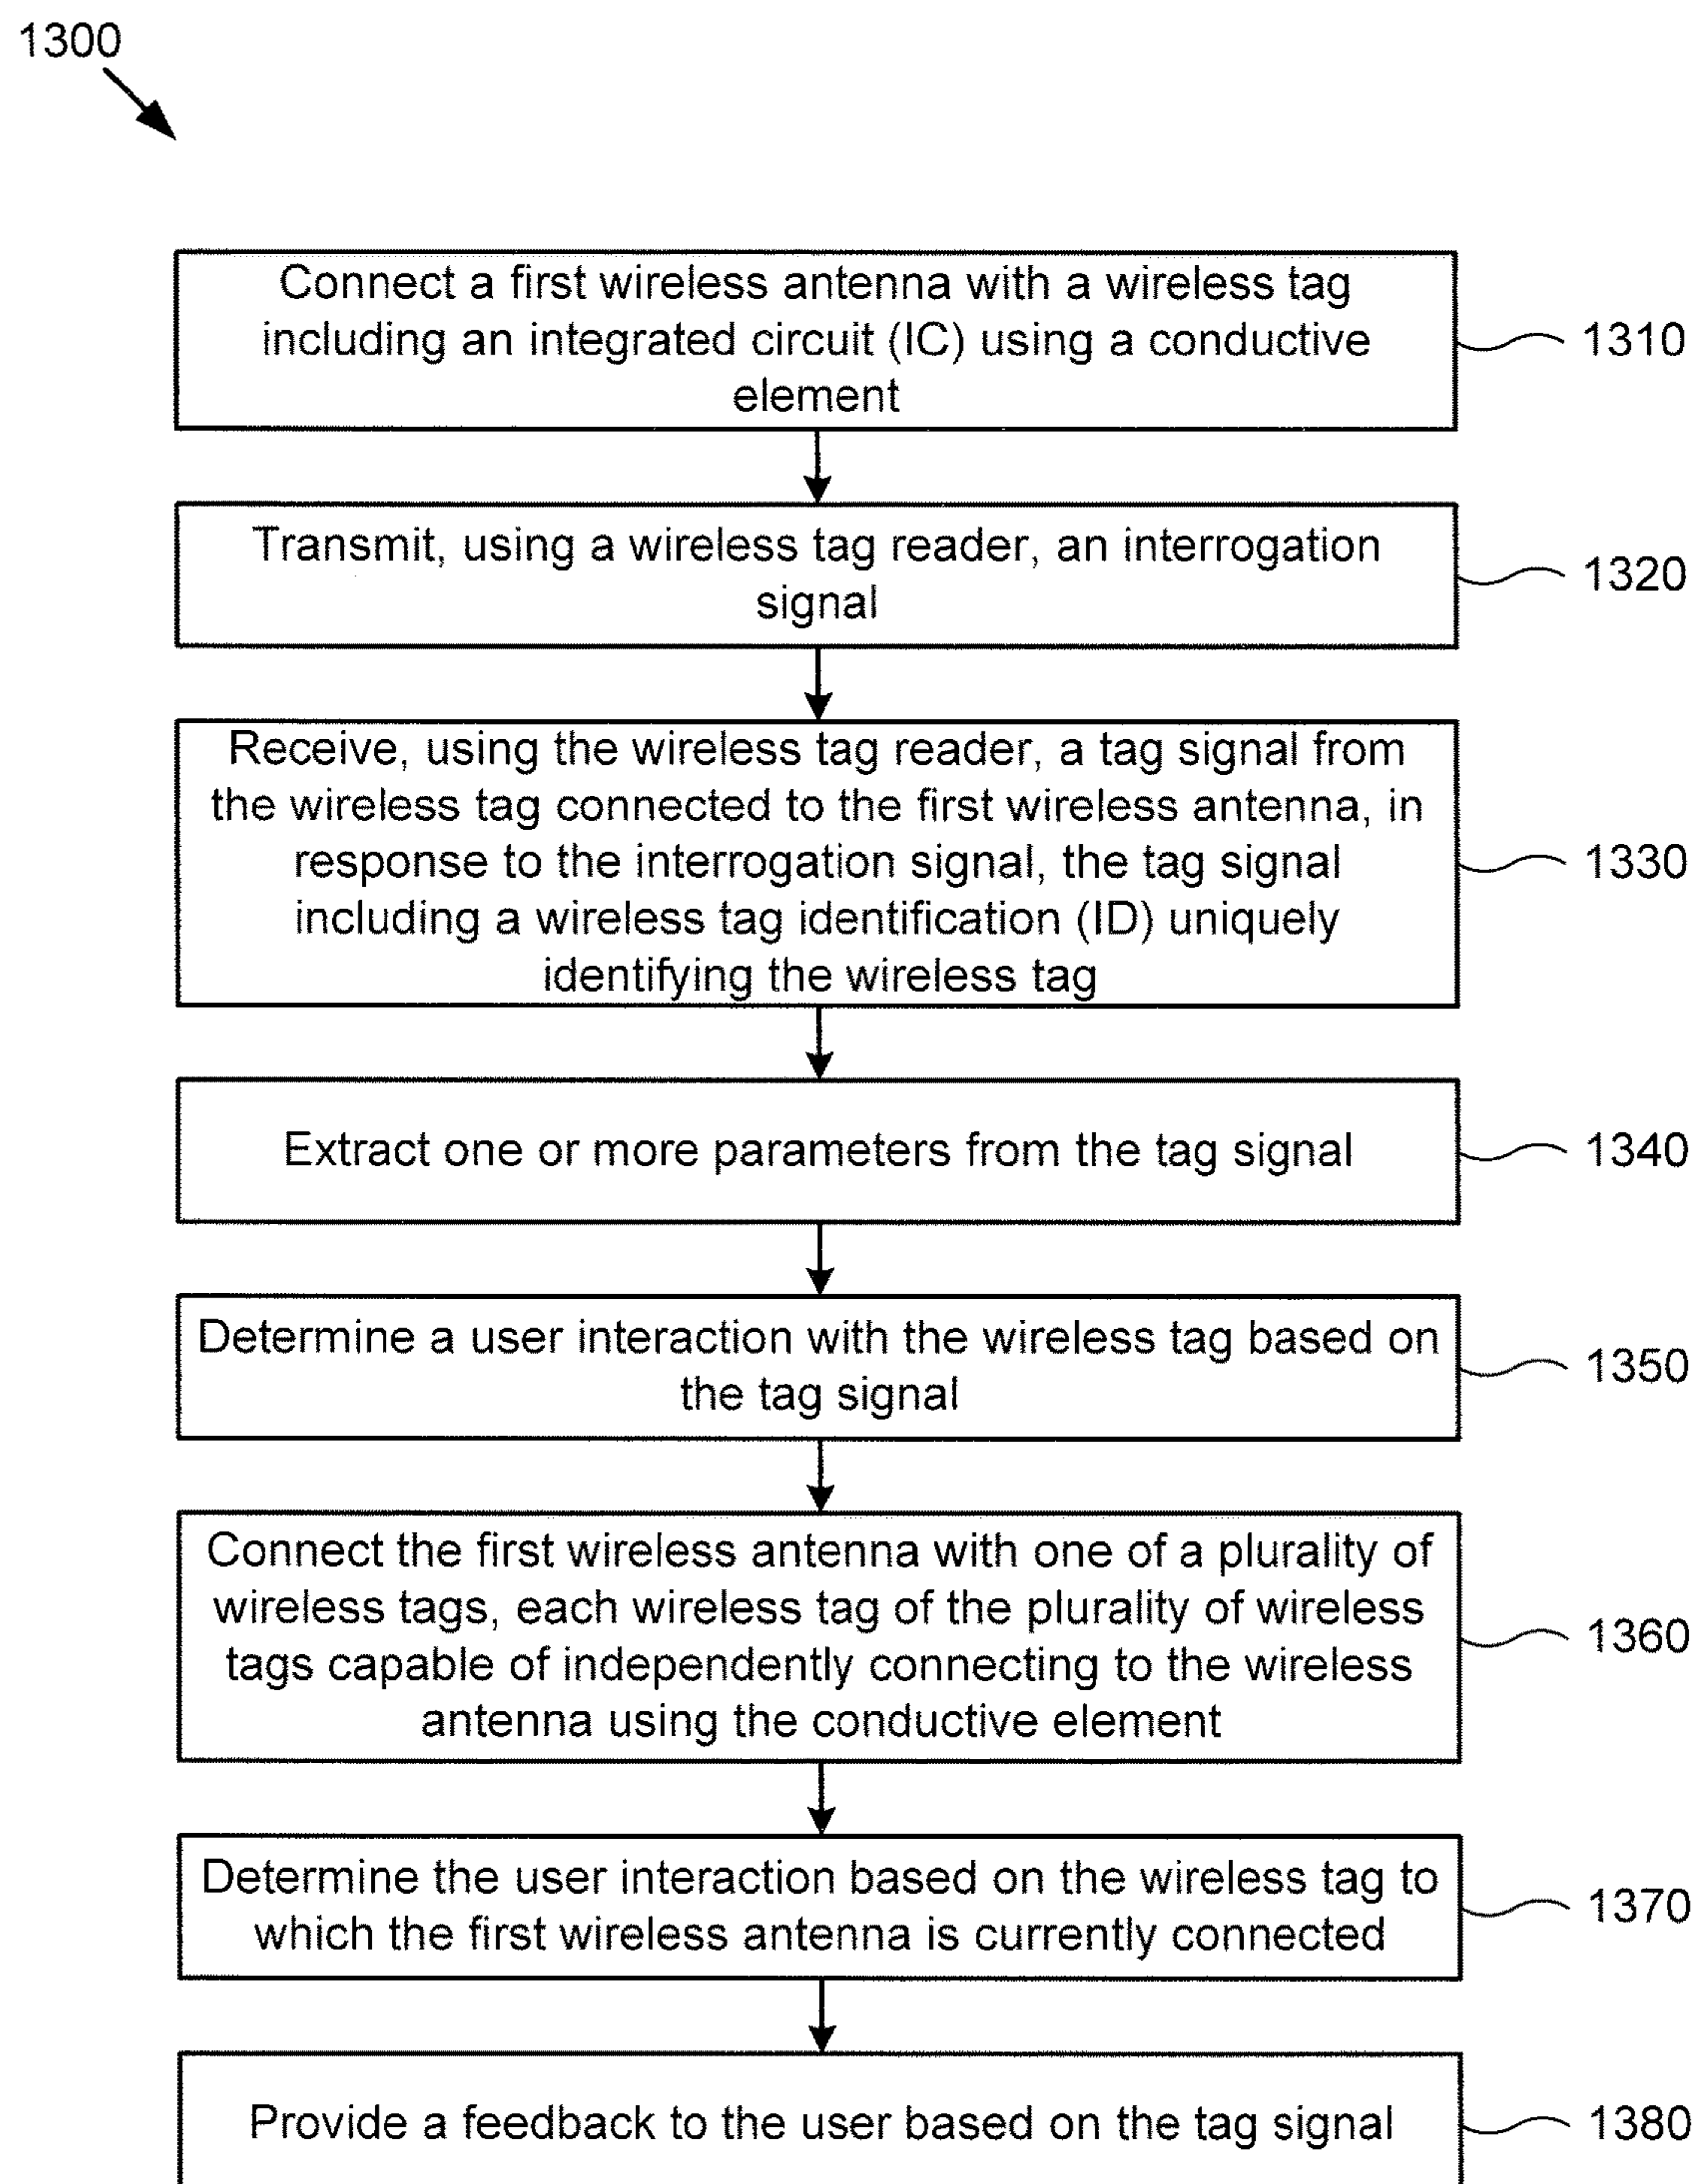 1300
Connect a first wireless antenna with a wireless tag
including an integrated circuit (IC) using a conductive
element
1310
Transmit, using a wireless tag reader, an interrogation
signal
1320
Receive, using the wireless tag reader, a tag signal from
the wireless tag connected to the first wireless antenna, in
response to the interrogation signal, the tag signal
including a wireless tag identification (ID) uniquely
identifying the wireless tag
1330
Extract one or more parameters from the tag signal
1340
Determine a user interaction with the wireless tag based on
the tag signal
1350
Connect the first wireless antenna with one of a plurality of
wireless tags, each wireless tag of the plurality of wireless
tags capable of independently connecting to the wireless
antenna using the conductive element
1360
Determine the user interaction based on the wireless tag to
which the first wireless antenna is currently connected
1370
Provide a feedback to the user based on the tag signal
1380